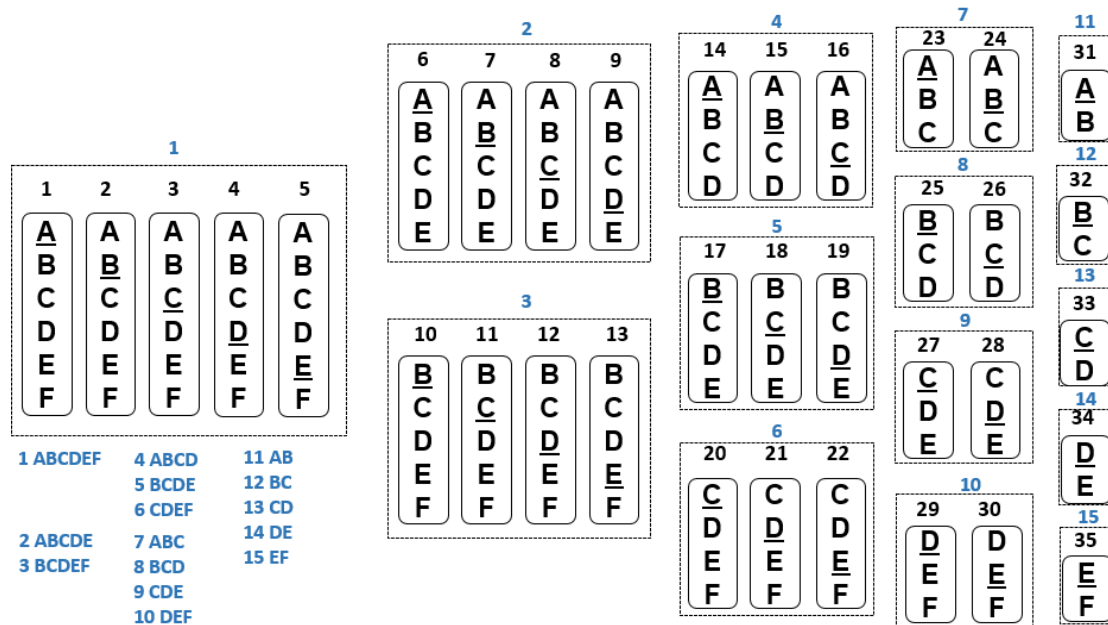 1
1 2 3 4 5
A A A A A
B B B B B
C C C C C
D D D D D
E E E E E
F F F F F
1 ABCDEF
2 ABCDE
3 BCDEF
4 ABCD
5 BCDE
6 CDEF
7 ABC
8 BCD
9 CDE
10 DEF
11 AB
12 BC
13 CD
14 DE
15 EF
2
6 7 8 9
A A A A
B B B B
C C C C
D D D D
E E E E
3
10 11 12 13
B B B B
C C C C
D D D D
E E E E
F F F F
4
14 15 16
A A A
B B B
C C C
D D D
5
17 18 19
B B B
C C C
D D D
E E E
6
20 21 22
C C C
D D D
E E E
F F F
7
23 24
A A
B B
C C
8
25 26
B B
C C
D D
9
27 28
C C
D D
E E
10
29 30
D D
E E
F F
11
31
A
B
12
32
B
C
13
33
C
D
14
34
D
E
15
35
E
F